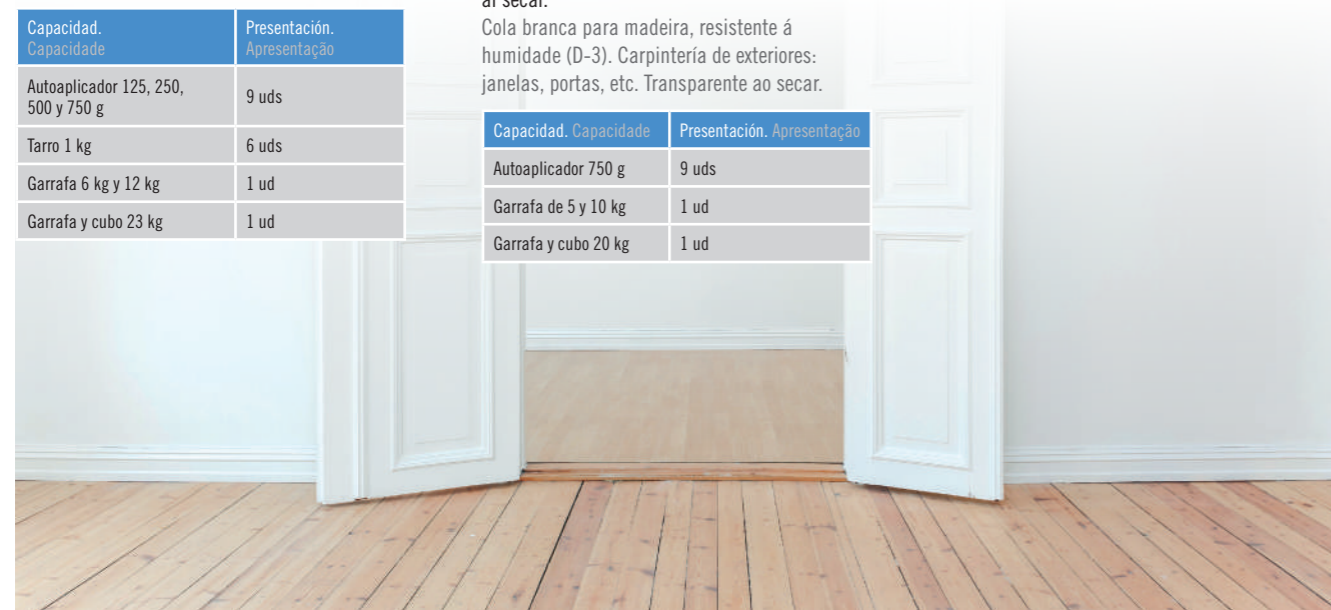 Capacidad. Presentación.
Capacidade Apresentação
Autoaplicador 125, 250,
500 y 750 g 9 uds
Tarro 1 kg 6 uds
Garrafa 6 kg y 12 kg 1 ud
Garrafa y cubo 23 kg 1 ud
al secar.
Cola branca para madeira, resistente á
humidade (D-3). Carpintería de exteriores:
janelas, portas, etc. Transparente ao secar.
Capacidad. Capacidade Presentación. Apresentação
Autoaplicador 750 g 9 uds
Garrafa de 5 y 10 kg 1 ud
Garrafa y cubo 20 kg 1 ud